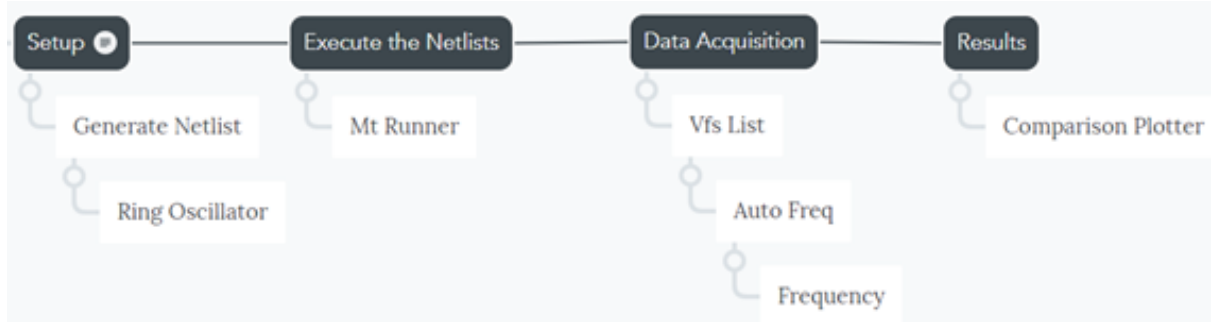 Setup
Execute the Netlists
Data Acquisition
Results
Generate Netlist
Mt Runner
Vfs List
Comparison Plotter
Ring Oscillator
Auto Freq
Frequency